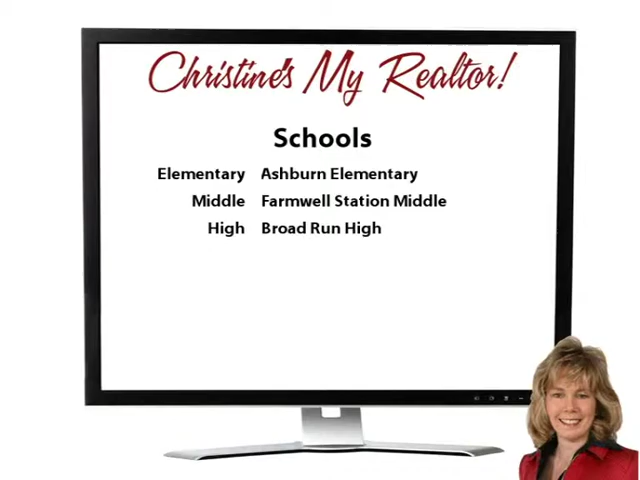 Christine's My Realtor!
Schools
Elementary Ashburn Elementary
Middle Farmwell Station Middle
High Broad Run High